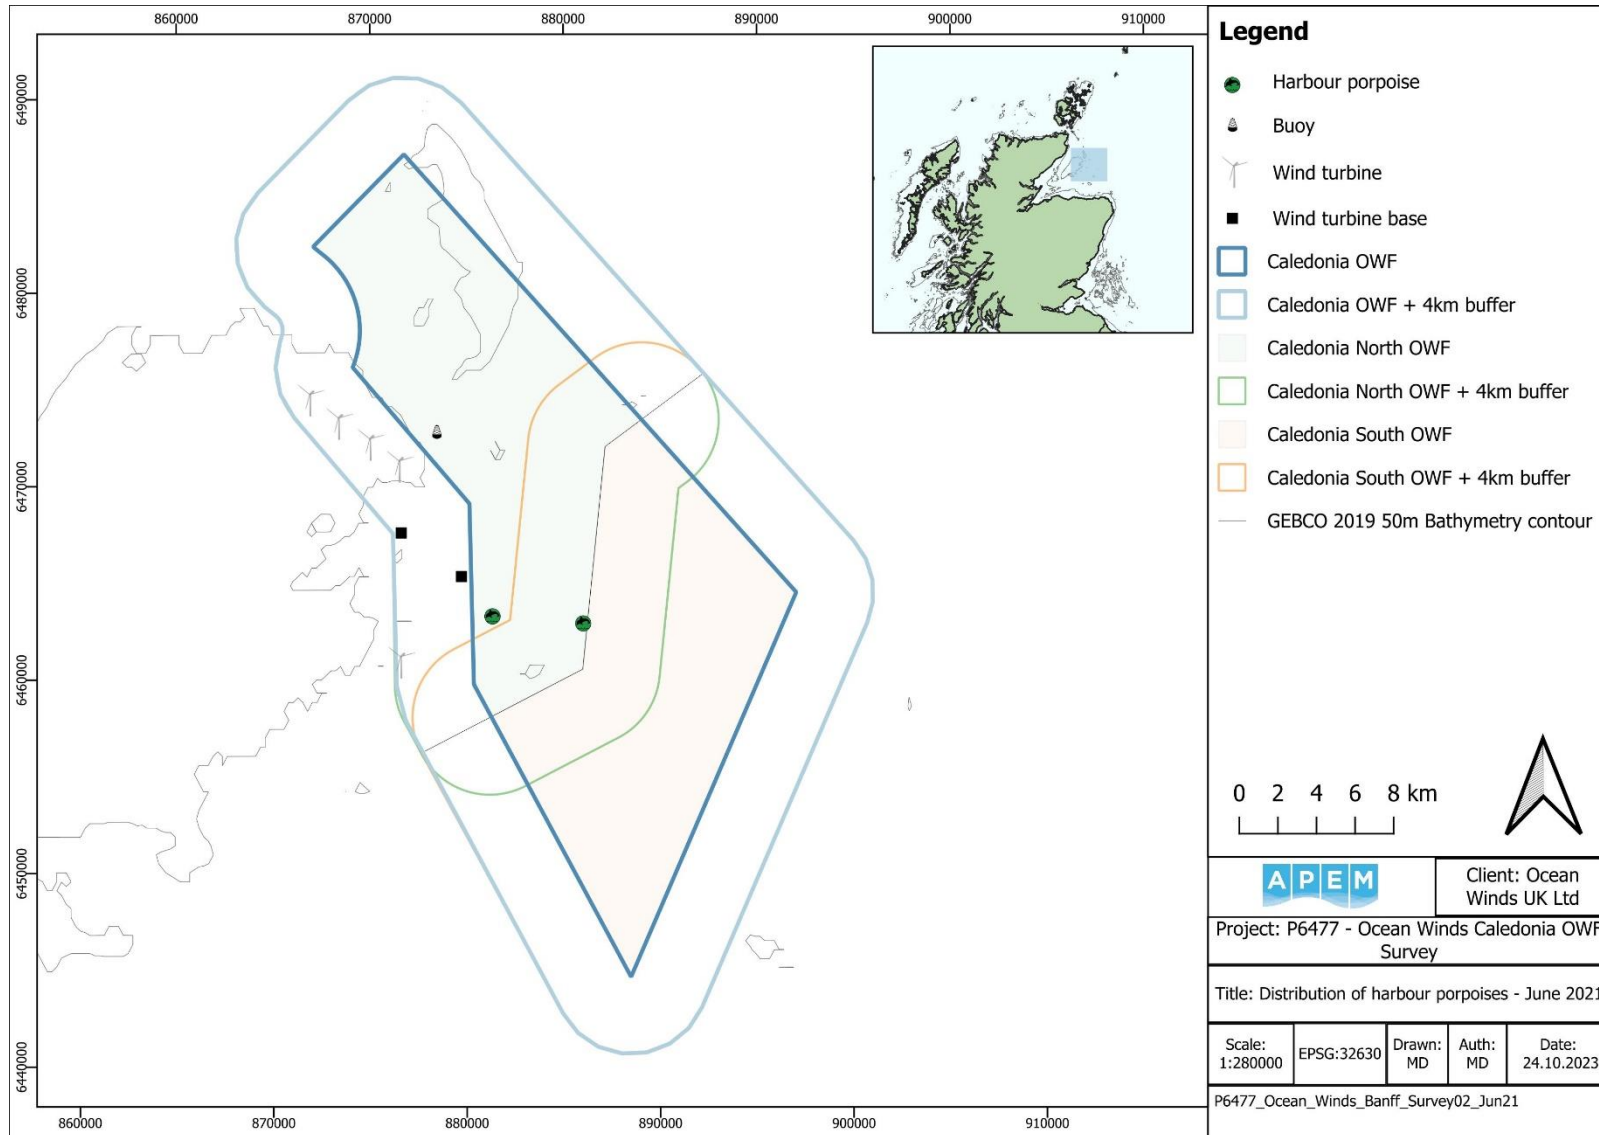 860000 870000 880000 890000 900000 910000
6490000
6480000
6470000
6460000
6450000
6440000
860000 870000 880000 890000 900000 910000
Legend
Harbour porpoise
Buoy
Wind turbine
Wind turbine base
Caledonia OWF
Caledonia OWF + 4km buffer
Caledonia North OWF
Caledonia North OWF + 4km buffer
Caledonia South OWF
Caledonia South OWF + 4km buffer
GEBCO 2019 50m Bathymetry contour
0 2 4 6 8 km
APEM
Client: Ocean
Winds UK Ltd
Project: P6477 - Ocean Winds Caledonia OWF
Survey
Title: Distribution of harbour porpoises - June 2021
Scale:
1:280000
EPSG:32630
Drawn:
MD
Auth:
MD
Date:
24.10.2023
P6477_Ocean_Winds_Banff_Survey02_Jun21